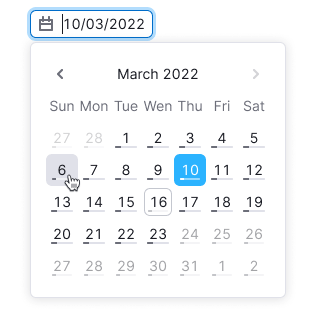 10/03/2022
March 2022
Sun Mon Tue Wen Thu Fri Sat
27 28 1 2 3 4 5
6 7 8 9 10 11 12
13 14 15 16 17 18 19
20 21 22 23 24 25 26
27 28 29 30 31 1 2